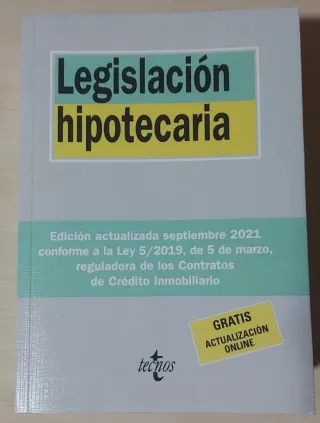 Legislación
hipotecaria
Edición actualizada septiembre 2021
conforme a la Ley 5/2019, de 5 de marzo,
reguladora de los Contratos
de Crédito Inmobiliario
GRATIS
ACTUALIZACIÓN
ONLINE
tecnos